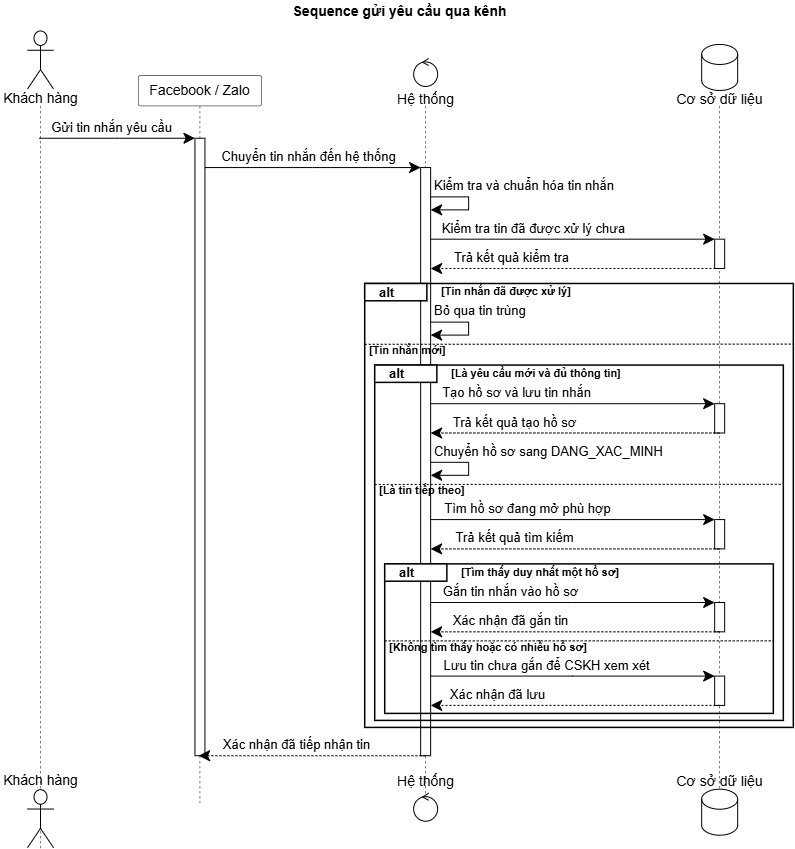 Sequence gửi yêu cầu qua kênh
Khách hàng
Facebook / Zalo
Hệ thống
Cơ sở dữ liệu
Gửi tin nhắn yêu cầu
Chuyển tin nhắn đến hệ thống
Kiểm tra và chuẩn hóa tin nhắn
Kiểm tra tin đã được xử lý chưa
Trả kết quả kiểm tra
alt
[Tin nhắn đã được xử lý]
Bỏ qua tin trùng
[Tin nhắn mới]
alt
[Là yêu cầu mới và đủ thông tin]
Tạo hồ sơ và lưu tin nhắn
Trả kết quả tạo hồ sơ
Chuyển hồ sơ sang DANG_XAC_MINH
[Là tin tiếp theo]
Tìm hồ sơ đang mở phù hợp
Trả kết quả tìm kiếm
alt
[Tìm thấy duy nhất một hồ sơ]
Gắn tin nhắn vào hồ sơ
Xác nhận đã gắn tin
[Không tìm thấy hoặc có nhiều hồ sơ]
Lưu tin chưa gắn để CSKH xem xét
Xác nhận đã lưu
Xác nhận đã tiếp nhận tin
Khách hàng
Hệ thống
Cơ sở dữ liệu